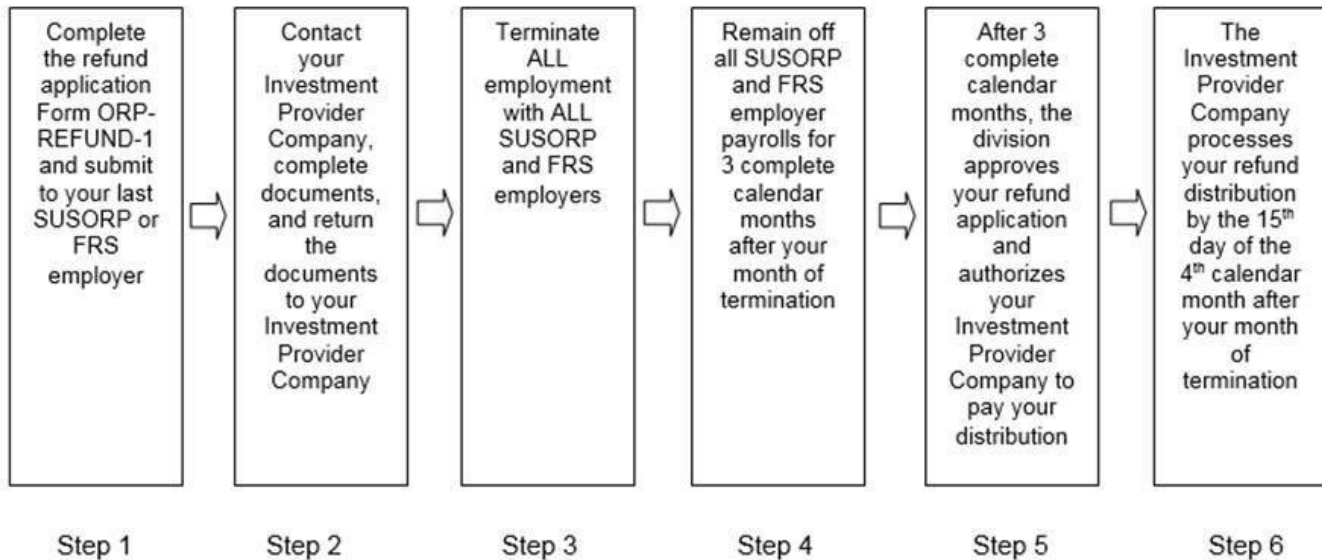 Complete
the refund
application
Form ORP-
REFUND-1
and submit
to your last
SUSORP or
FRS
employer
Contact
your
Investment
Provider
Company,
complete
documents,
and return
the
documents
to your
Investment
Provider
Company
Terminate
ALL
employment
with ALL
SUSORP
and FRS
employers
Remain off
all SUSORP
and FRS
employer
payrolls for
3 complete
calendar
months
after your
month of
termination
After 3
complete
calendar
months, the
division
approves
your refund
application
and
authorizes
your
Investment
Provider
Company to
pay your
distribution
The
Investment
Provider
Company
processes
your refund
distribution
by the 15th
day of the
4th calendar
month after
your month
of
termination
Step 1
Step 2
Step 3
Step 4
Step 5
Step 6